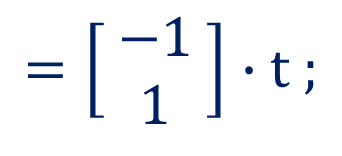 = [ −1
1 ] · t ;